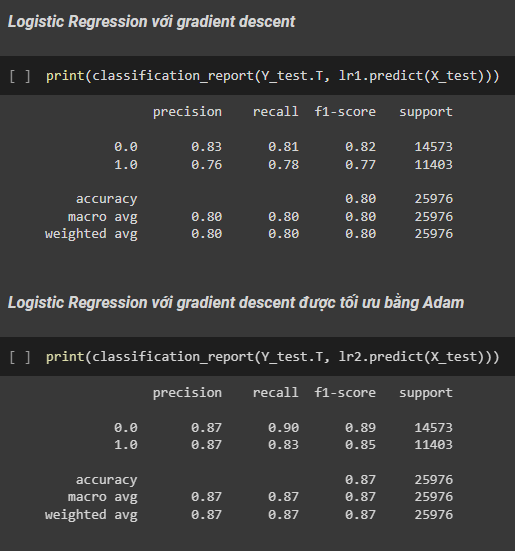 Logistic Regression với gradient descent
[ ] print(classification_report(Y_test.T, lr1.predict(X_test)))
precision recall f1-score support
0.0 0.83 0.81 0.82 14573
1.0 0.76 0.78 0.77 11403
accuracy 0.80 25976
macro avg 0.80 0.80 0.80 25976
weighted avg 0.80 0.80 0.80 25976
Logistic Regression với gradient descent được tối ưu bằng Adam
[ ] print(classification_report(Y_test.T, lr2.predict(X_test)))
precision recall f1-score support
0.0 0.87 0.90 0.89 14573
1.0 0.87 0.83 0.85 11403
accuracy 0.87 25976
macro avg 0.87 0.87 0.87 25976
weighted avg 0.87 0.87 0.87 25976